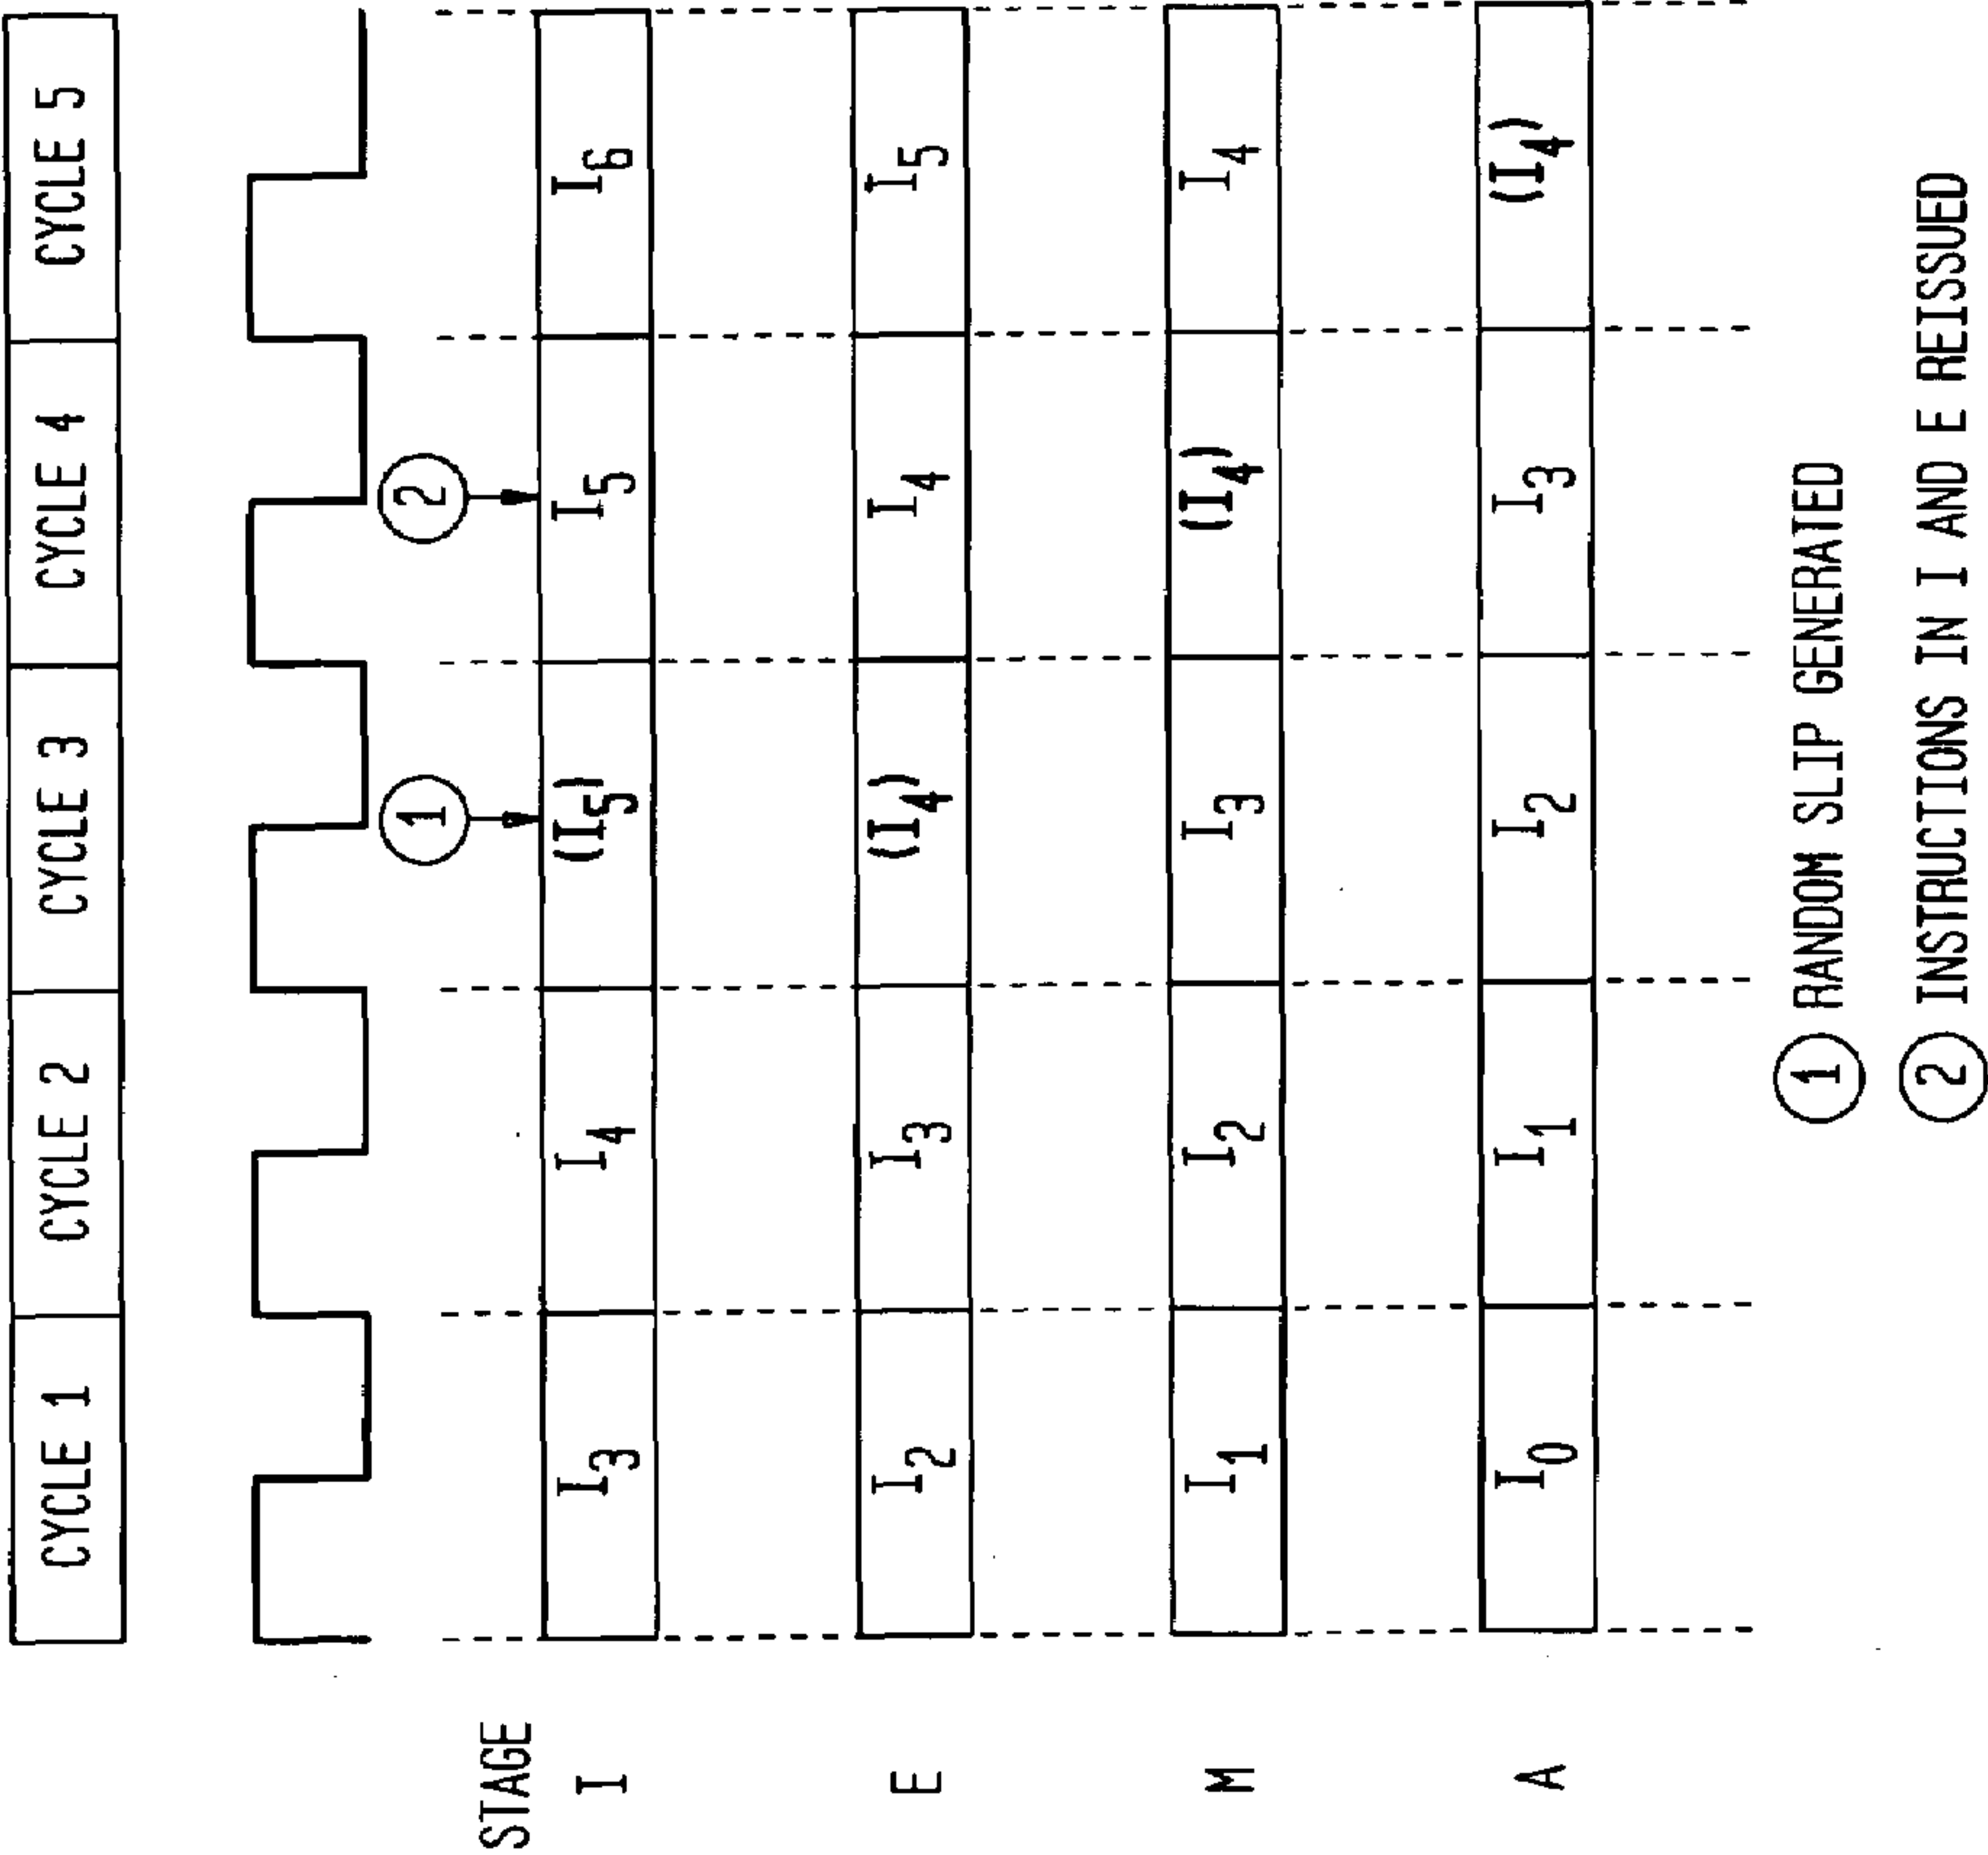 CYCLE 1 CYCLE 2 CYCLE 3 CYCLE 4 CYCLE 5
1 2
STAGE
I I3 I4 (I5) I5 I6
E I2 I3 (I4) I4 I5
M I1 I2 I3 (I4) I4
A I0 I1 I2 I3 (I4)
1 RANDOM SLIP GENERATED
2 INSTRUCTIONS IN I AND E REISSUED